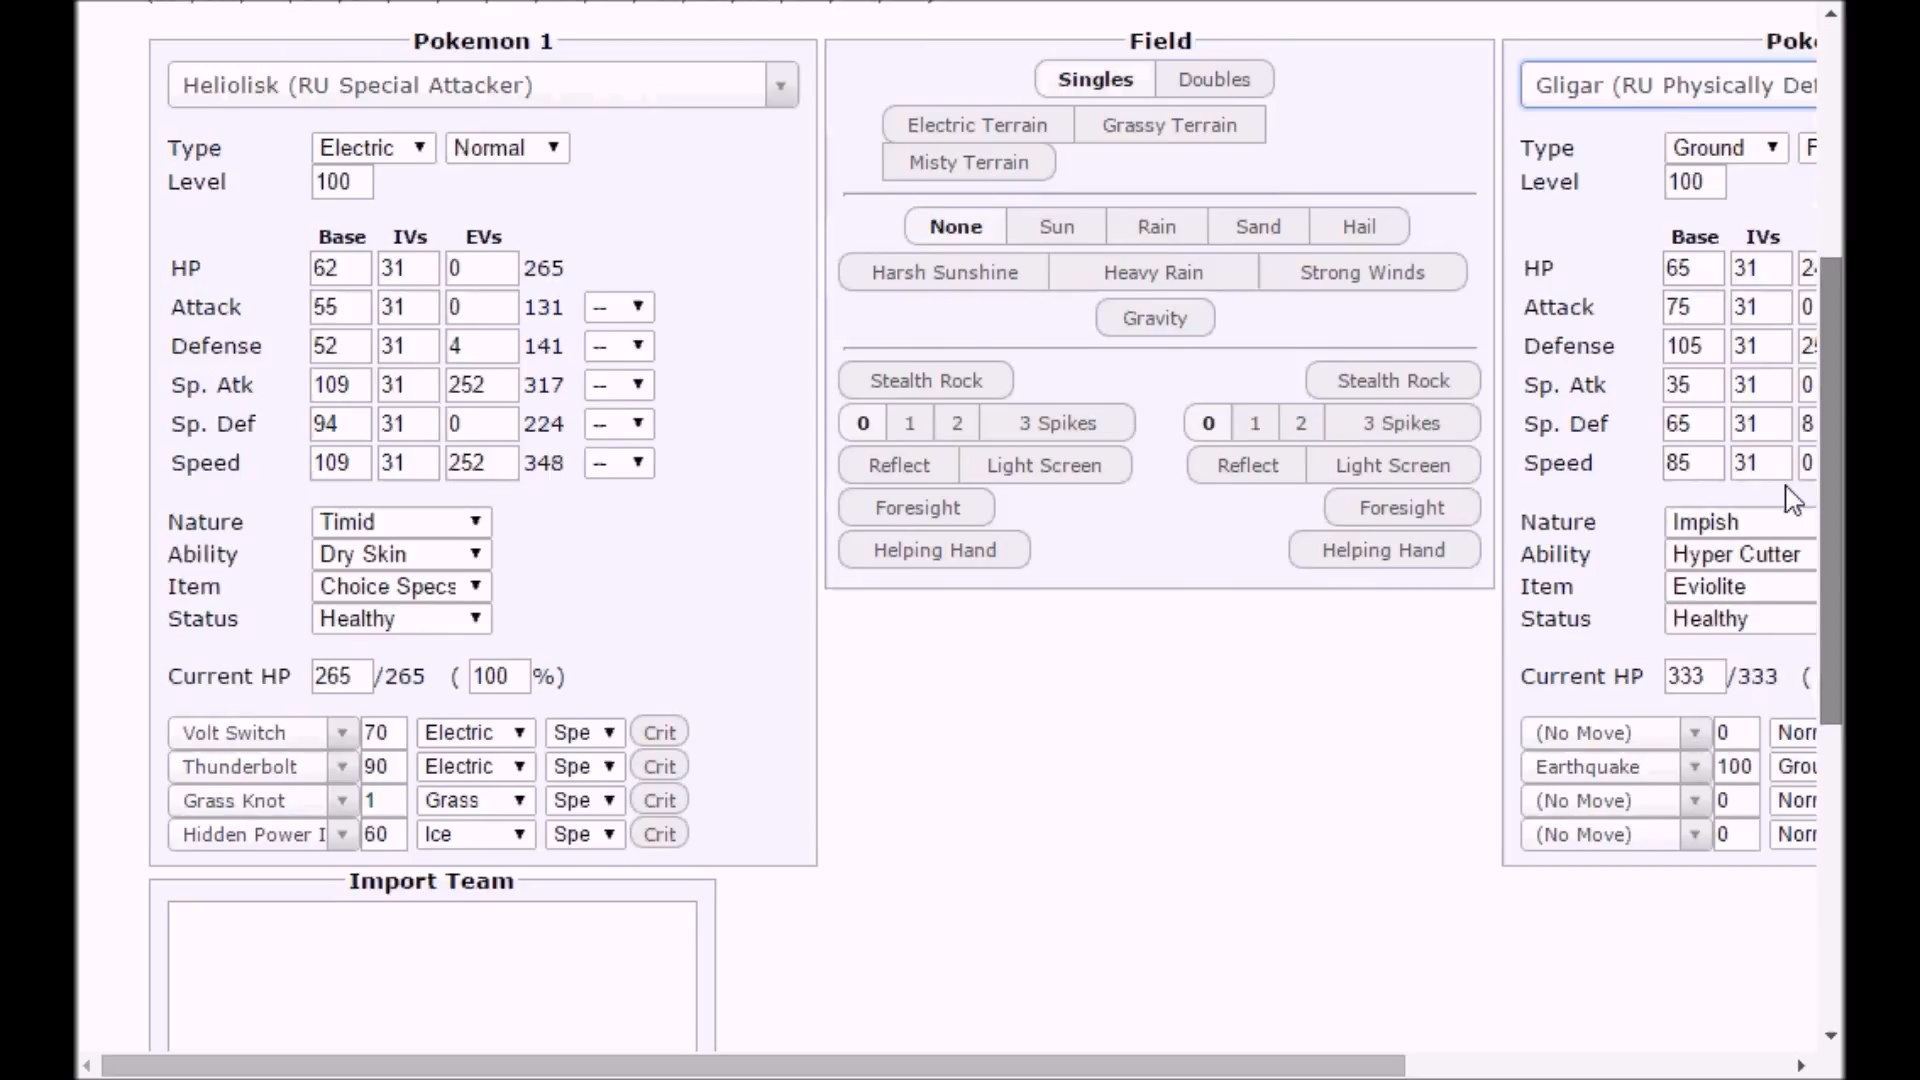 Pokemon 1
Heliolisk (RU Special Attacker)
Type Electric Normal
Level 100
Base IVs EVs
HP 62 31 0 265
Attack 55 31 0 131 --
Defense 52 31 4 141 --
Sp. Atk 109 31 252 317 --
Sp. Def 94 31 0 224 --
Speed 109 31 252 348 --
Nature Timid
Ability Dry Skin
Item Choice Specs
Status Healthy
Current HP 265 /265 ( 100 %)
Volt Switch 70 Electric Spe Crit
Thunderbolt 90 Electric Spe Crit
Grass Knot 1 Grass Spe Crit
Hidden Power I 60 Ice Spe Crit
Import Team
Field
Singles Doubles
Electric Terrain Grassy Terrain
Misty Terrain
None Sun Rain Sand Hail
Harsh Sunshine Heavy Rain Strong Winds
Gravity
Stealth Rock Stealth Rock
0 1 2 3 Spikes 0 1 2 3 Spikes
Reflect Light Screen Reflect Light Screen
Foresight Foresight
Helping Hand Helping Hand
Poke
Gligar (RU Physically Def
Type Ground F
Level 100
Base IVs
HP 65 31 2
Attack 75 31 0
Defense 105 31 2
Sp. Atk 35 31 0
Sp. Def 65 31 8
Speed 85 31 0
Nature Impish
Ability Hyper Cutter
Item Eviolite
Status Healthy
Current HP 333 /333 (
(No Move) 0 Nor
Earthquake 100 Grou
(No Move) 0 Nor
(No Move) 0 Nor